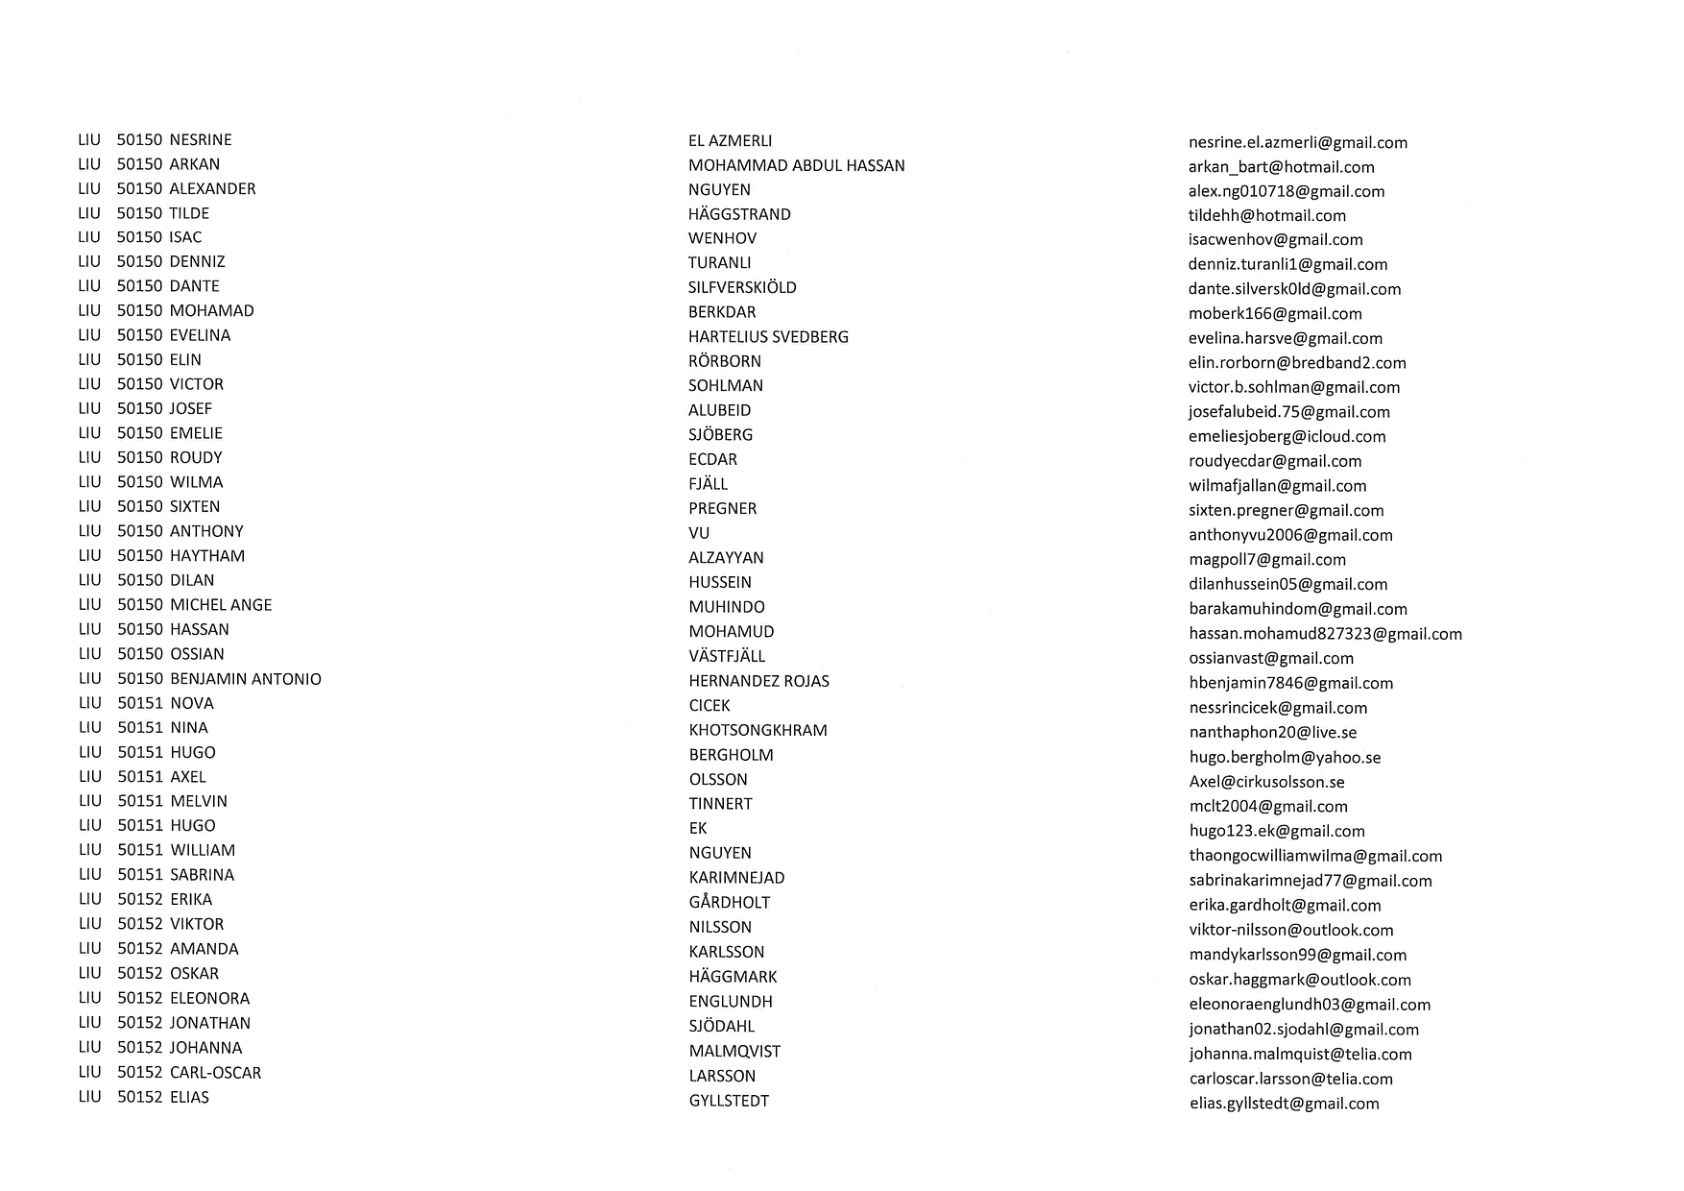 LIU 50150 NESRINE EL AZMERLI nesrine.el.azmerli@gmail.com
LIU 50150 ARKAN MOHAMMAD ABDUL HASSAN arkan_bart@hotmail.com
LIU 50150 ALEXANDER NGUYEN alex.ng010718@gmail.com
LIU 50150 TILDE HÄGGSTRAND tildehh@hotmail.com
LIU 50150 ISAC WENHOV isacwenhov@gmail.com
LIU 50150 DENNIZ TURANLI denniz.turanli1@gmail.com
LIU 50150 DANTE SILFVERSKIÖLD dante.silversk0ld@gmail.com
LIU 50150 MOHAMAD BERKDAR moberk166@gmail.com
LIU 50150 EVELINA HARTELIUS SVEDBERG evelina.harsve@gmail.com
LIU 50150 ELIN RÖRBORN elin.rorborn@bredband2.com
LIU 50150 VICTOR SOHLMAN victor.b.sohlman@gmail.com
LIU 50150 JOSEF ALUBEID josefalubeid.75@gmail.com
LIU 50150 EMELIE SJÖBERG emeliesjoberg@icloud.com
LIU 50150 ROUDY ECDAR roudyecdar@gmail.com
LIU 50150 WILMA FJÄLL wilmafjallan@gmail.com
LIU 50150 SIXTEN PREGNER sixten.pregner@gmail.com
LIU 50150 ANTHONY VU anthonyvu2006@gmail.com
LIU 50150 HAYTHAM ALZAYYAN magpoll7@gmail.com
LIU 50150 DILAN HUSSEIN dilanhussein05@gmail.com
LIU 50150 MICHEL ANGE MUHINDO barakamuhindom@gmail.com
LIU 50150 HASSAN MOHAMUD hassan.mohamud827323@gmail.com
LIU 50150 OSSIAN VÄSTFJÄLL ossianvast@gmail.com
LIU 50150 BENJAMIN ANTONIO HERNANDEZ ROJAS hbenjamin7846@gmail.com
LIU 50151 NOVA CICEK nessrincicek@gmail.com
LIU 50151 NINA KHOTSONGKHRAM nanthaphon20@live.se
LIU 50151 HUGO BERGHOLM hugo.bergholm@yahoo.se
LIU 50151 AXEL OLSSON Axel@cirkusolsson.se
LIU 50151 MELVIN TINNERT mclt2004@gmail.com
LIU 50151 HUGO EK hugo123.ek@gmail.com
LIU 50151 WILLIAM NGUYEN thaongocwilliamwilma@gmail.com
LIU 50151 SABRINA KARIMNEJAD sabrinakarimnejad77@gmail.com
LIU 50152 ERIKA GÅRDHOLT erika.gardholt@gmail.com
LIU 50152 VIKTOR NILSSON viktor-nilsson@outlook.com
LIU 50152 AMANDA KARLSSON mandykarlsson99@gmail.com
LIU 50152 OSKAR HÄGGMARK oskar.haggmark@outlook.com
LIU 50152 ELEONORA ENGLUNDH eleonoraenglundh03@gmail.com
LIU 50152 JONATHAN SJÖDAHL jonathan02.sjodahl@gmail.com
LIU 50152 JOHANNA MALMQVIST johanna.malmquist@telia.com
LIU 50152 CARL-OSCAR LARSSON carloscar.larsson@telia.com
LIU 50152 ELIAS GYLLSTEDT elias.gyllstedt@gmail.com